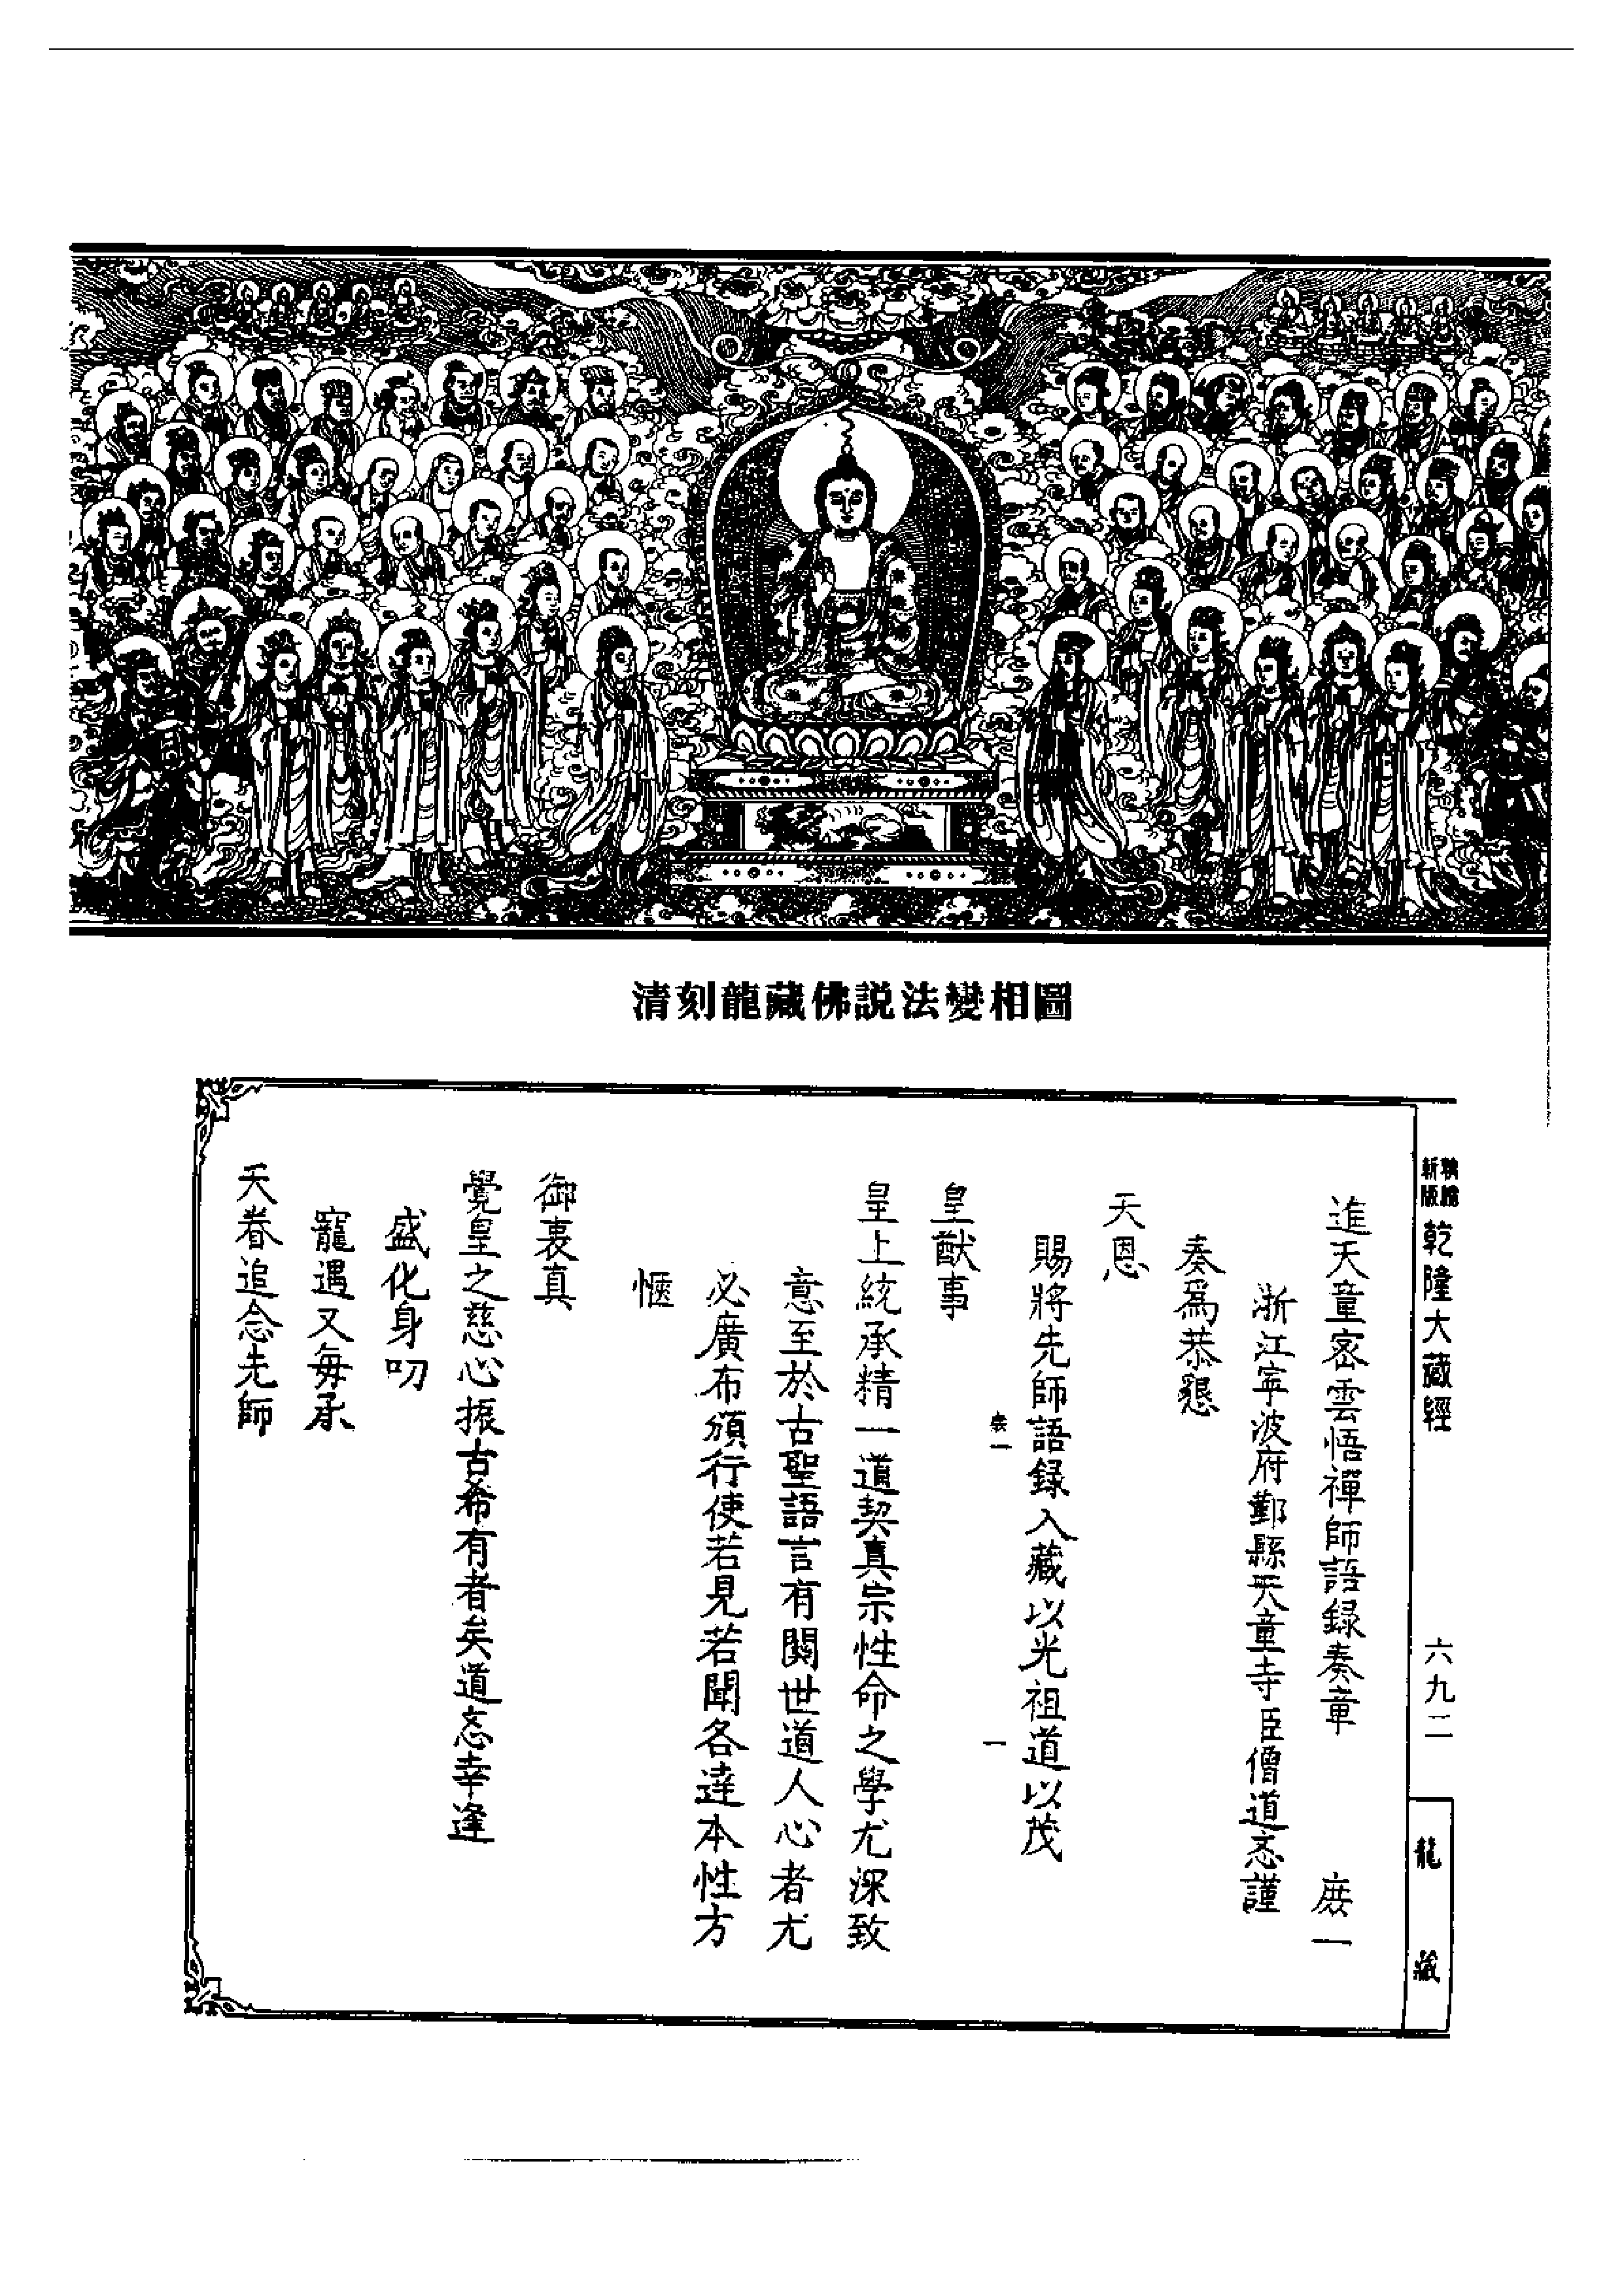 清刻龍藏佛説法變相圖
新版
乾隆大藏經
六九二
龍藏
進天童密雲悟禪師語録奏章 𢈔一
浙江寧波府鄞縣天童寺臣僧道忞謹
奏爲恭懇
天恩
賜將先師語録入藏以光祖道以茂
一
皇猷事
皇上統承精一道契真宗性命之學尤深致
意至於古聖語言有闗世道人心者尤
必廣布頒行使若見若聞各達本性方
愜
御衷真
覺皇之慈心振古希有者矣道忞幸逢
盛化身叨
寵遇又毎承
天眷追念先師